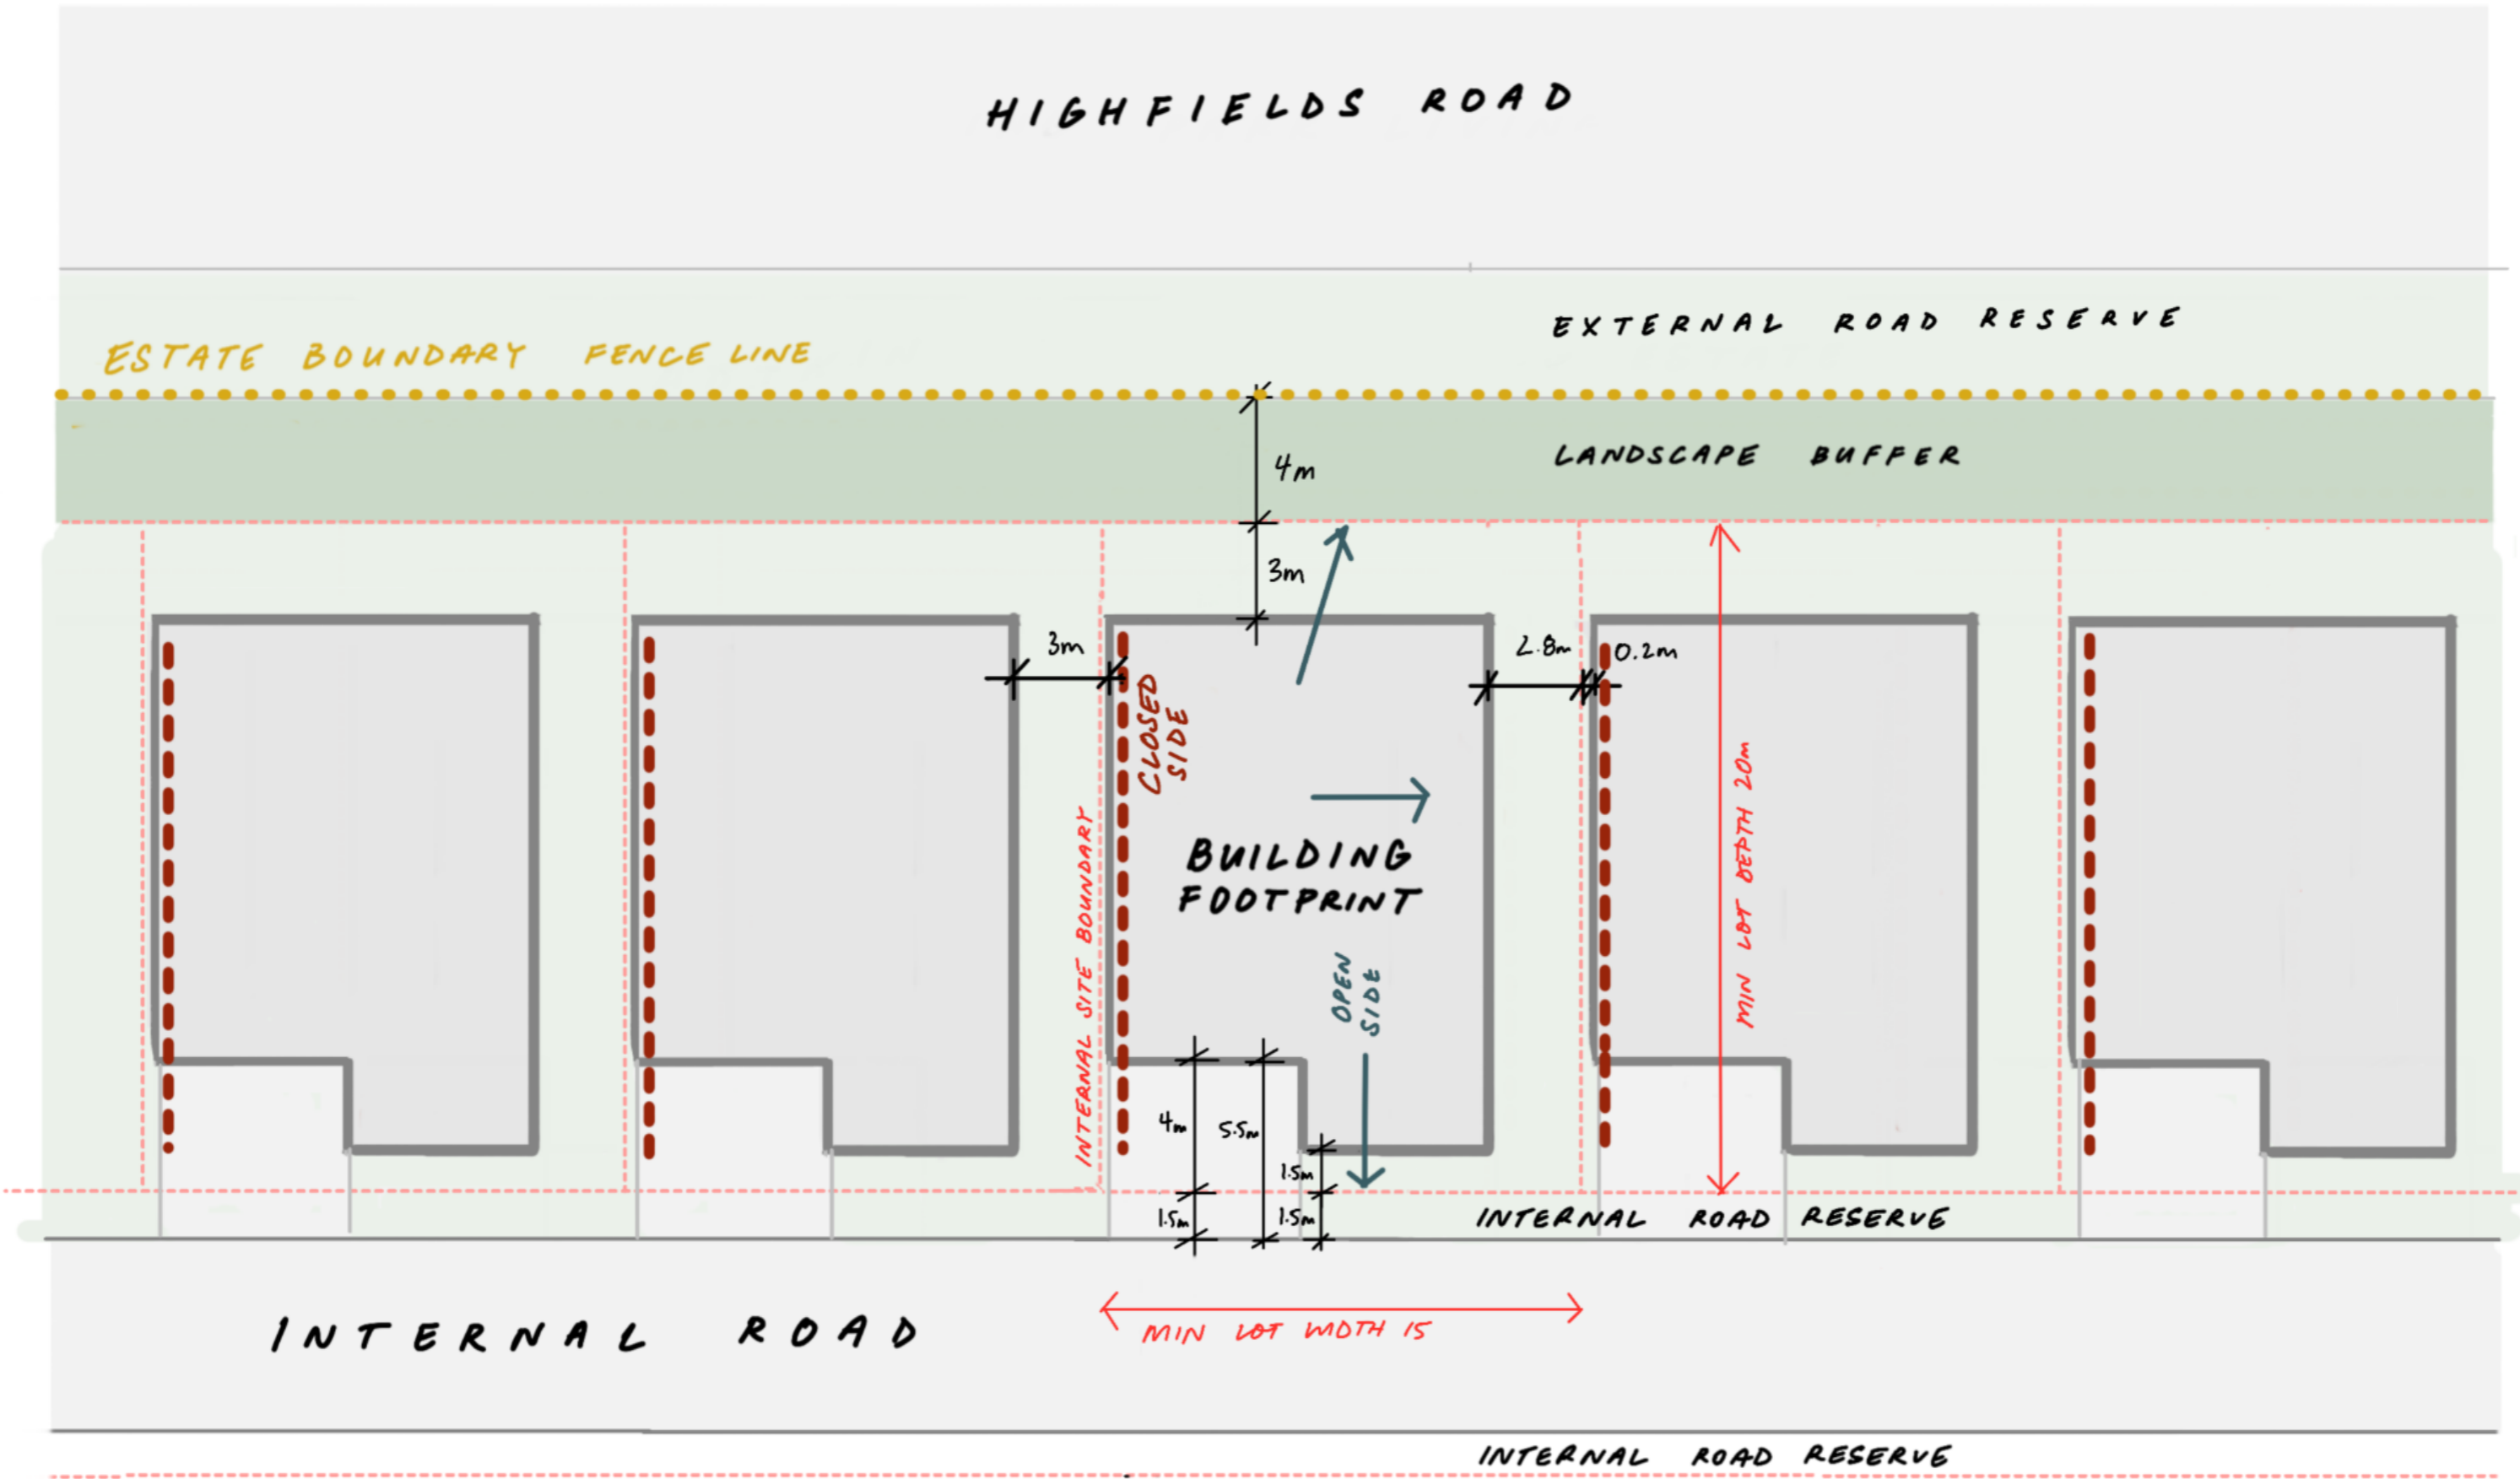 HIGHFIELDS ROAD
EXTERNAL ROAD RESERVE
ESTATE BOUNDARY FENCE LINE
LANDSCAPE BUFFER
4m
3m
3m
2.8m
0.2m
CLOSED
SIDE
INTERNAL SITE BOUNDARY
BUILDING
FOOTPRINT
MIN LOT DEPTH 20m
OPEN
SIDE
4m
5.5m
1.5m
1.5m
1.5m
INTERNAL ROAD RESERVE
INTERNAL ROAD
MIN LOT WIDTH 15
INTERNAL ROAD RESERVE